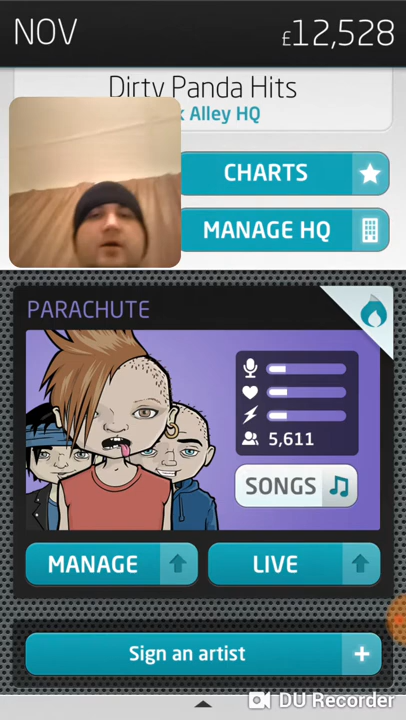 NOV
£12,528
Dirty Panda Hits
Alley HQ
CHARTS
MANAGE HQ
PARACHUTE
5,611
SONGS
MANAGE
LIVE
Sign an artist
DU Recorder